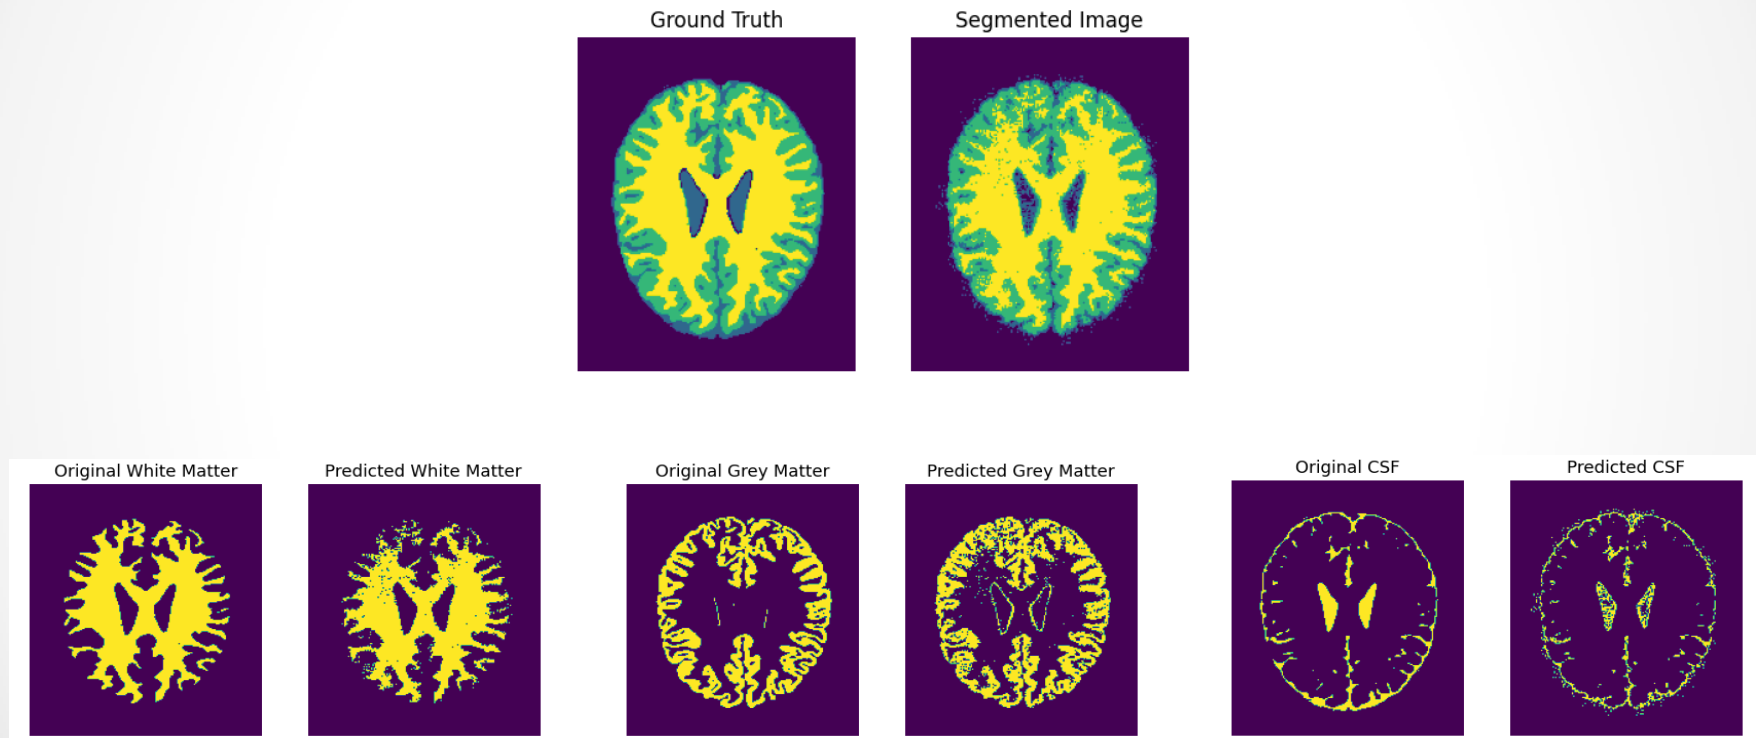 Ground Truth
Segmented Image
Original White Matter
Predicted White Matter
Original Grey Matter
Predicted Grey Matter
Original CSF
Predicted CSF